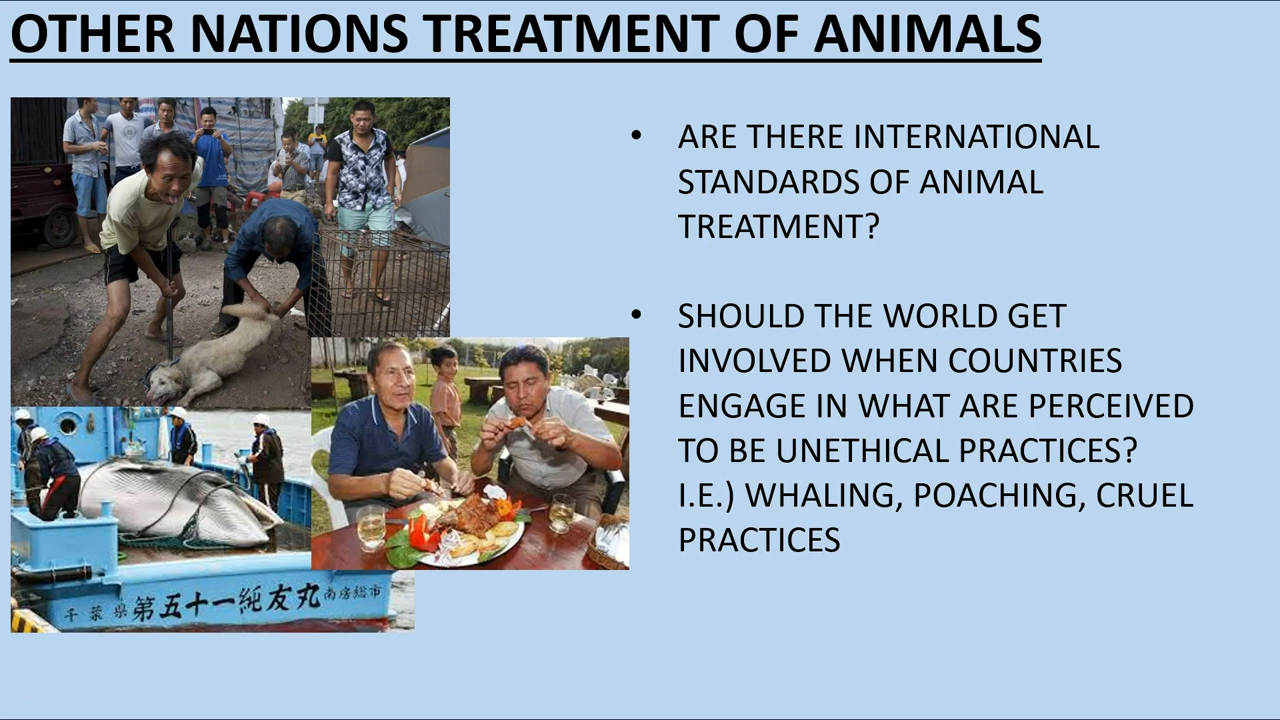 OTHER NATIONS TREATMENT OF ANIMALS
• ARE THERE INTERNATIONAL
STANDARDS OF ANIMAL
TREATMENT?
• SHOULD THE WORLD GET
INVOLVED WHEN COUNTRIES
ENGAGE IN WHAT ARE PERCEIVED
TO BE UNETHICAL PRACTICES?
I.E.) WHALING, POACHING, CRUEL
PRACTICES
千葉県 第五十一純友丸 南房総市